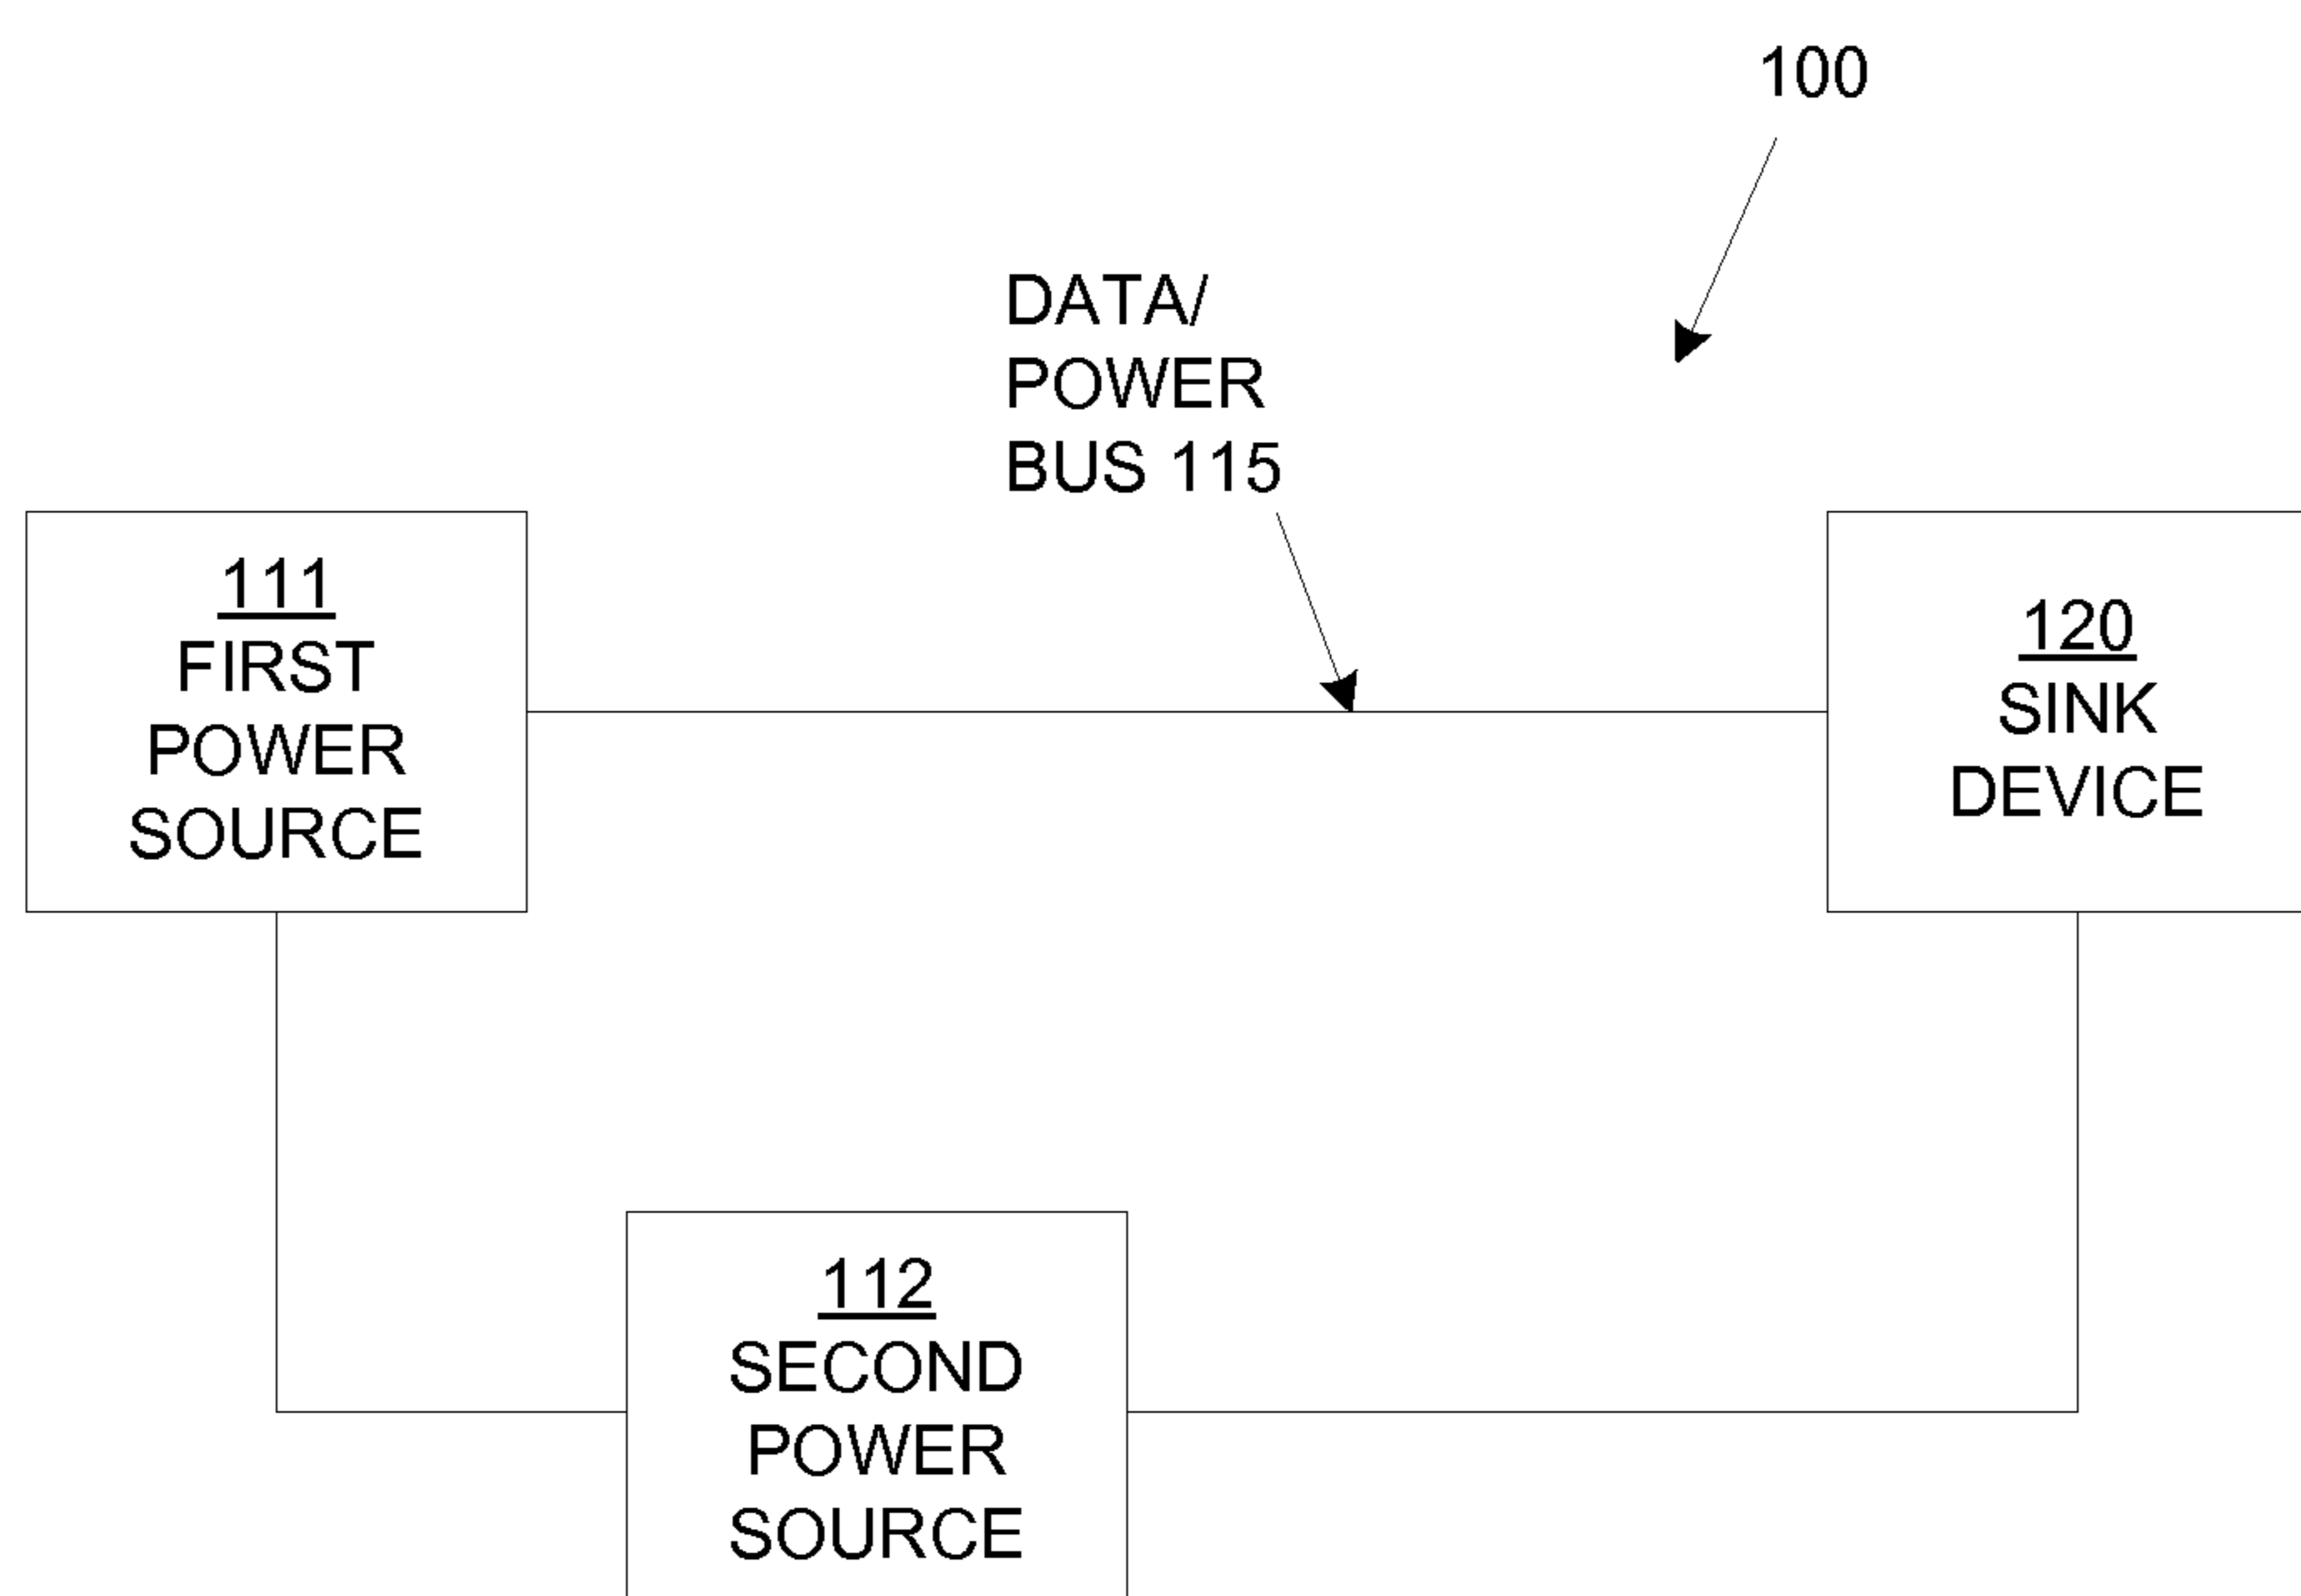 100
DATA/
POWER
BUS 115
111
FIRST
POWER
SOURCE
120
SINK
DEVICE
112
SECOND
POWER
SOURCE